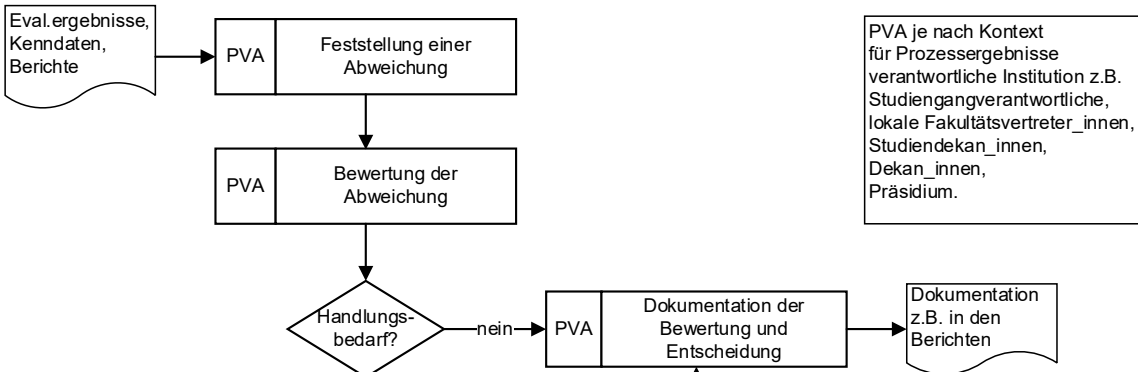 Eval.ergebnisse,
Kenndaten,
Berichte
PVA
Feststellung einer
Abweichung
PVA je nach Kontext
für Prozessergebnisse
verantwortliche Institution z.B.
Studiengangverantwortliche,
lokale Fakultätsvertreter_innen,
Studiendekan_innen,
Dekan_innen,
Präsidium.
PVA
Bewertung der
Abweichung
Handlungs-
bedarf?
nein
PVA
Dokumentation der
Bewertung und
Entscheidung
Dokumentation
z.B. in den
Berichten